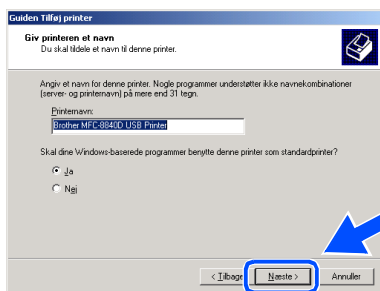 Guiden Tilføj printer
Giv printeren et navn
Du skal tildele et navn til denne printer.
Angiv et navn for denne printer. Nogle programmer understøtter ikke navnekombinationer
(server- og printernavn) på mere end 31 tegn.
Printernavn:
Brother MFC-8840D USB Printer
Skal dine Windows-baserede programmer benytte denne printer som standardprinter?
Ja
Nej
< Tilbage
Næste >
Annuller